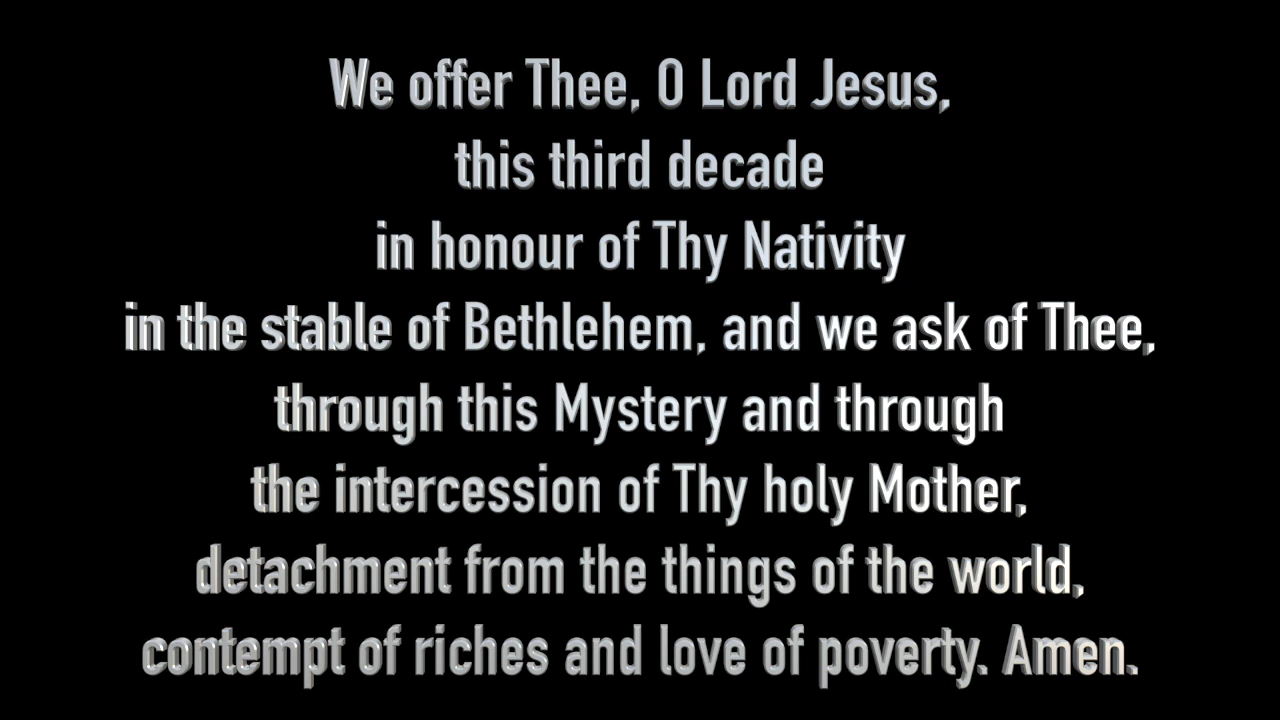 We offer Thee, O Lord Jesus,
this third decade
in honour of Thy Nativity
in the stable of Bethlehem, and we ask of Thee,
through this Mystery and through
the intercession of Thy holy Mother,
detachment from the things of the world,
contempt of riches and love of poverty. Amen.